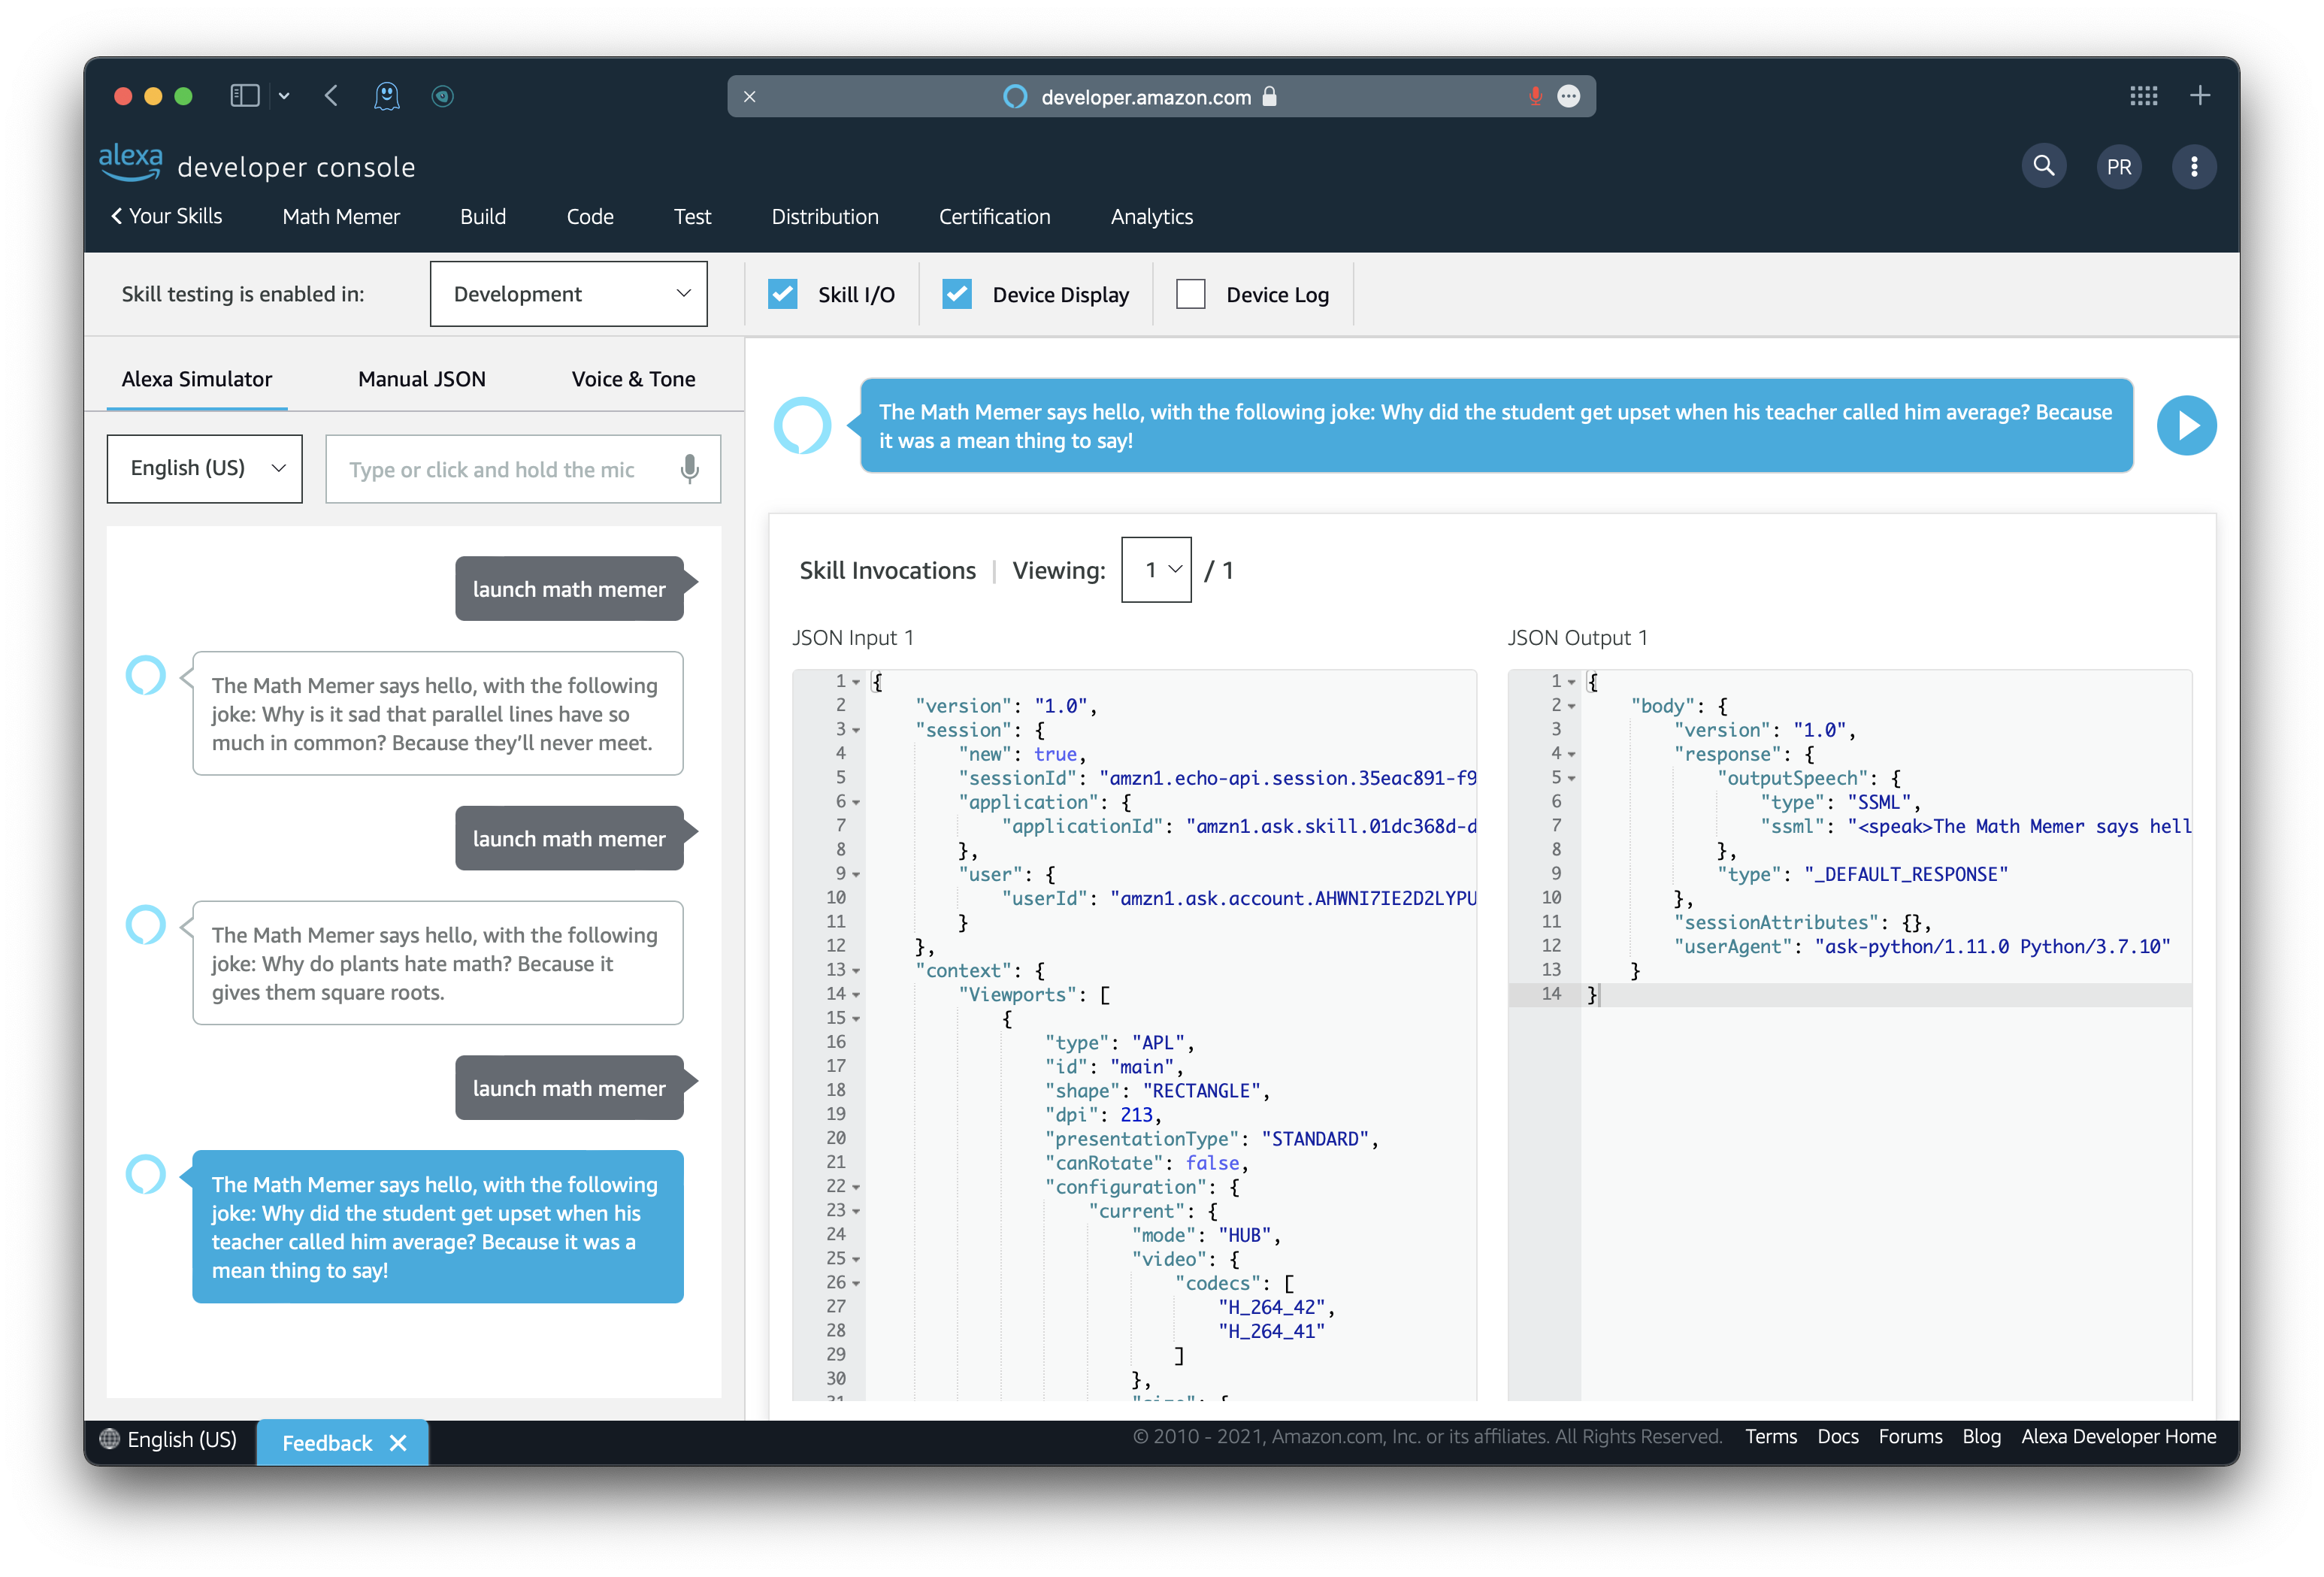 developer.amazon.com
alexa developer console
PR
Your Skills Math Memer Build Code Test Distribution Certification Analytics
Skill testing is enabled in: Development Skill I/O Device Display Device Log
Alexa Simulator Manual JSON Voice & Tone
English (US) Type or click and hold the mic
launch math memer
The Math Memer says hello, with the following
joke: Why is it sad that parallel lines have so
much in common? Because they’ll never meet.
launch math memer
The Math Memer says hello, with the following
joke: Why do plants hate math? Because it
gives them square roots.
launch math memer
The Math Memer says hello, with the following
joke: Why did the student get upset when his
teacher called him average? Because it was a
mean thing to say!
The Math Memer says hello, with the following joke: Why did the student get upset when his teacher called him average? Because
it was a mean thing to say!
Skill Invocations | Viewing: 1 / 1
JSON Input 1
1 {
2 "version": "1.0",
3 "session": {
4 "new": true,
5 "sessionId": "amzn1.echo-api.session.35eac891-f9
6 "application": {
7 "applicationId": "amzn1.ask.skill.01dc368d-d
8 },
9 "user": {
10 "userId": "amzn1.ask.account.AHWNI7IE2D2LYPU
11 }
12 },
13 "context": {
14 "Viewports": [
15 {
16 "type": "APL",
17 "id": "main",
18 "shape": "RECTANGLE",
19 "dpi": 213,
20 "presentationType": "STANDARD",
21 "canRotate": false,
22 "configuration": {
23 "current": {
24 "mode": "HUB",
25 "video": {
26 "codecs": [
27 "H_264_42",
28 "H_264_41"
29 ]
30 },
JSON Output 1
1 {
2 "body": {
3 "version": "1.0",
4 "response": {
5 "outputSpeech": {
6 "type": "SSML",
7 "ssml": "<speak>The Math Memer says hell
8 },
9 "type": "_DEFAULT_RESPONSE"
10 },
11 "sessionAttributes": {},
12 "userAgent": "ask-python/1.11.0 Python/3.7.10"
13 }
14 }
English (US) Feedback
© 2010 - 2021, Amazon.com, Inc. or its affiliates. All Rights Reserved. Terms Docs Forums Blog Alexa Developer Home